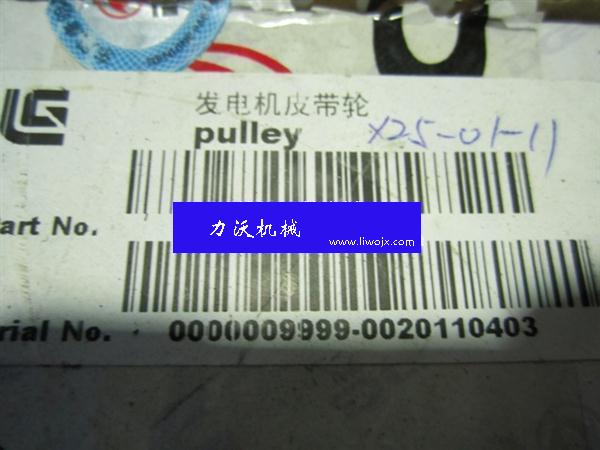 发电机皮带轮
pulley X25-01-11
art No.
力沃机械
www.liwojx.com
rial No. 0000009999-0020110403